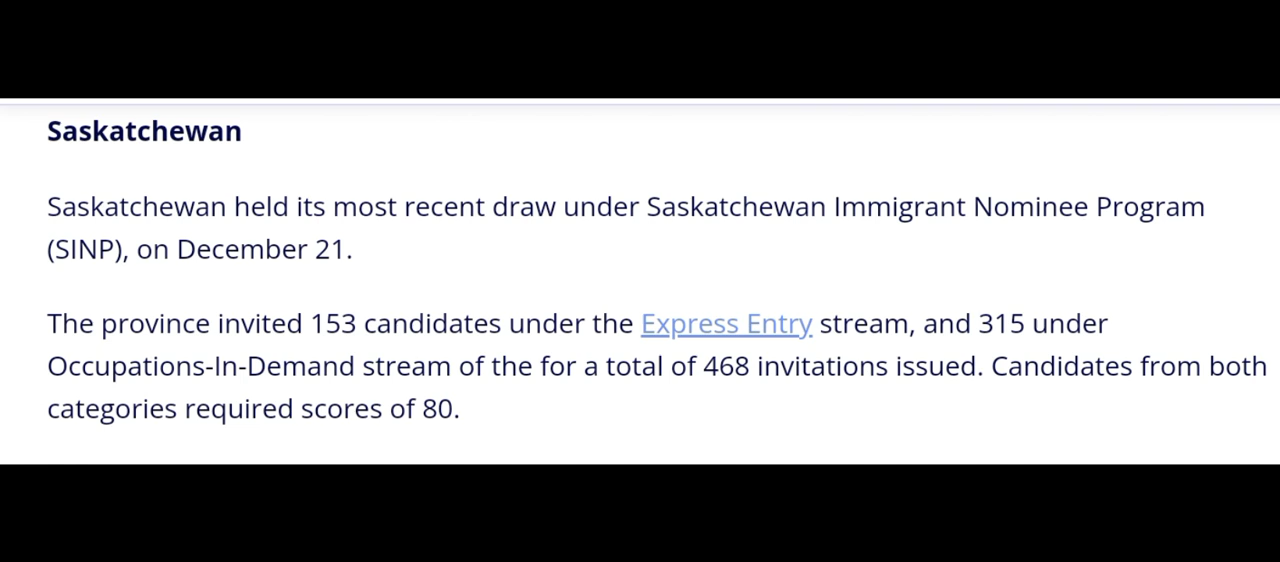 Saskatchewan
Saskatchewan held its most recent draw under Saskatchewan Immigrant Nominee Program
(SINP), on December 21.
The province invited 153 candidates under the Express Entry stream, and 315 under
Occupations-In-Demand stream of the for a total of 468 invitations issued. Candidates from both
categories required scores of 80.